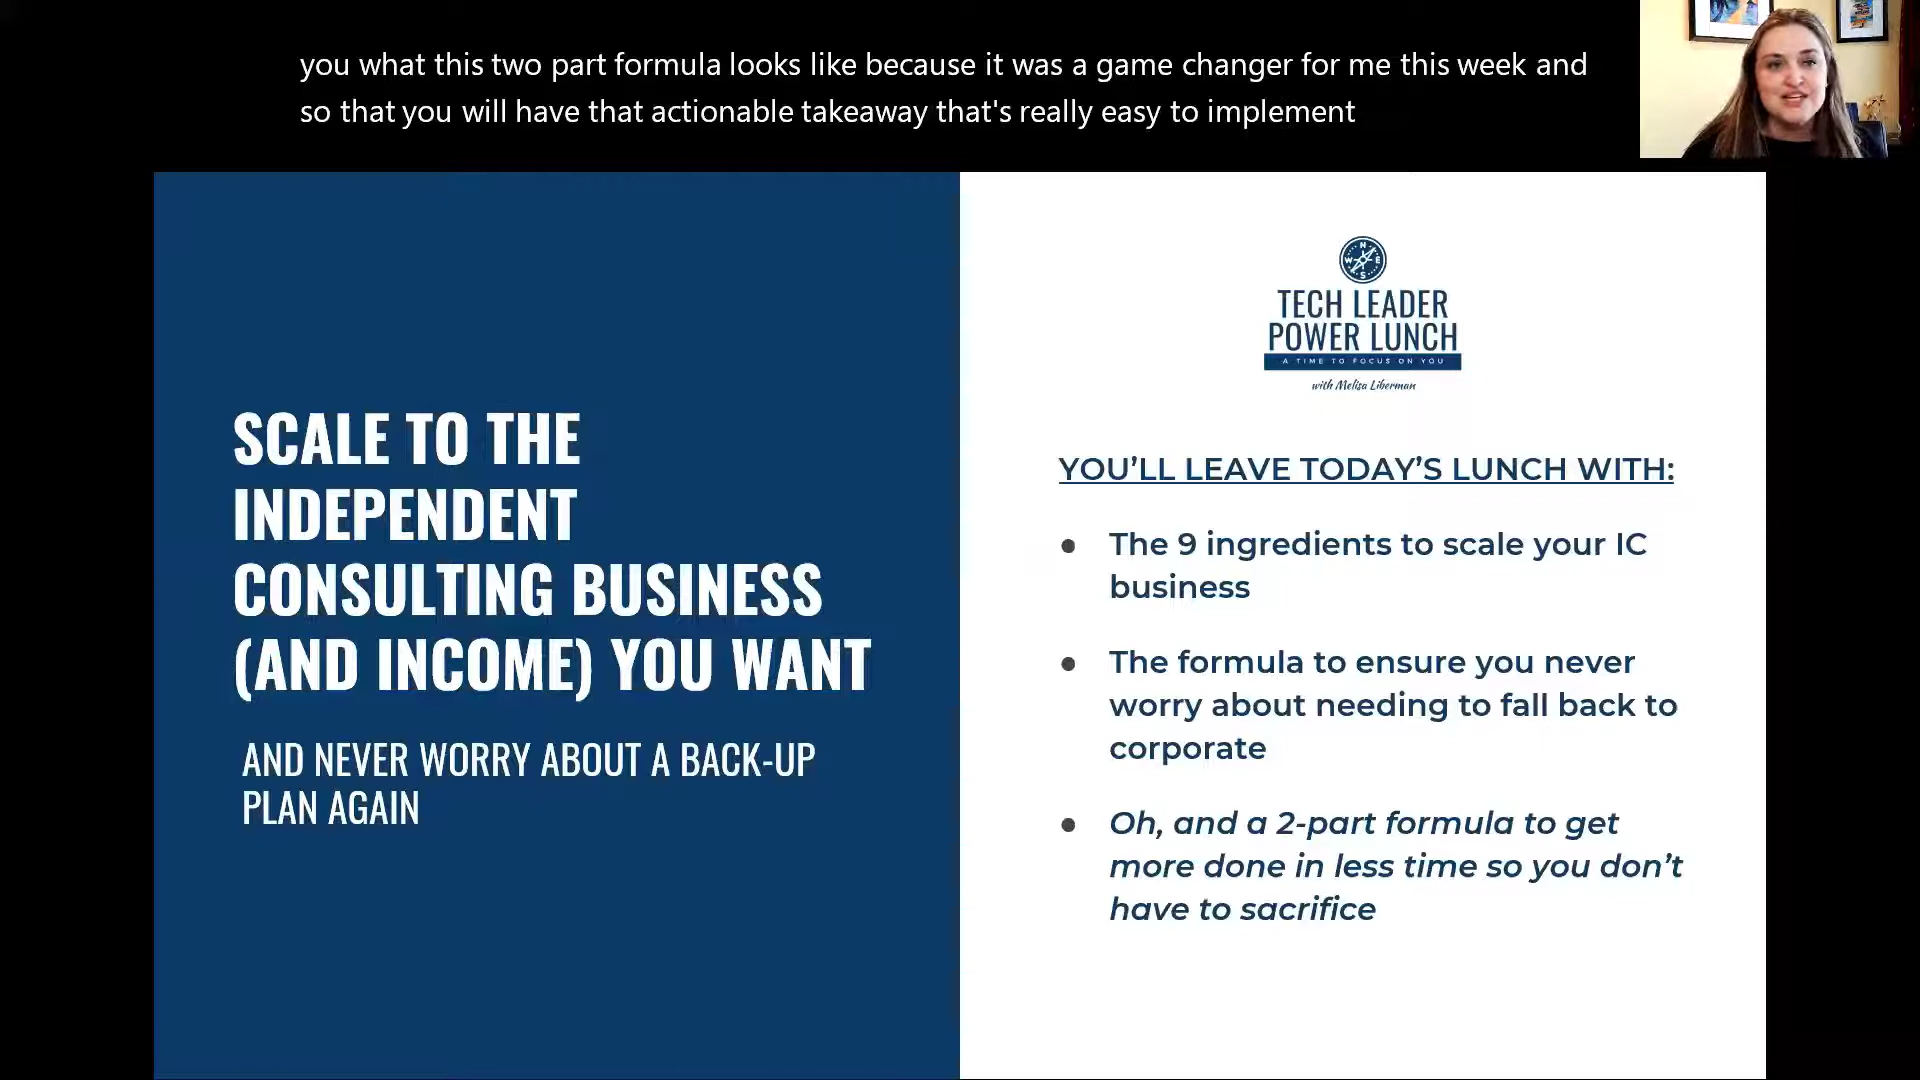 you what this two part formula looks like because it was a game changer for me this week and
so that you will have that actionable takeaway that's really easy to implement
SCALE TO THE
INDEPENDENT
CONSULTING BUSINESS
(AND INCOME) YOU WANT
AND NEVER WORRY ABOUT A BACK-UP
PLAN AGAIN
N
W E
S
TECH LEADER
POWER LUNCH
A TIME TO FOCUS ON YOU
with Melisa Liberman
YOU'LL LEAVE TODAY'S LUNCH WITH:
● The 9 ingredients to scale your IC
business
● The formula to ensure you never
worry about needing to fall back to
corporate
● Oh, and a 2-part formula to get
more done in less time so you don't
have to sacrifice